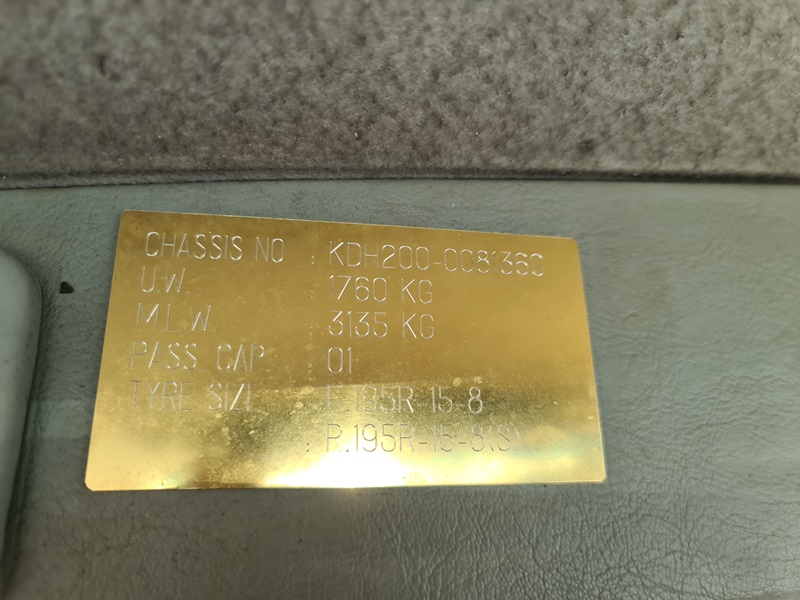 CHASSIS NO : KDH200-0081360
U.W. : 1760 KG
M.L.W. : 3135 KG
PASS. CAP. : 01
TYRE SIZE : F.195R-15-8
: R.195R-15-8(S)